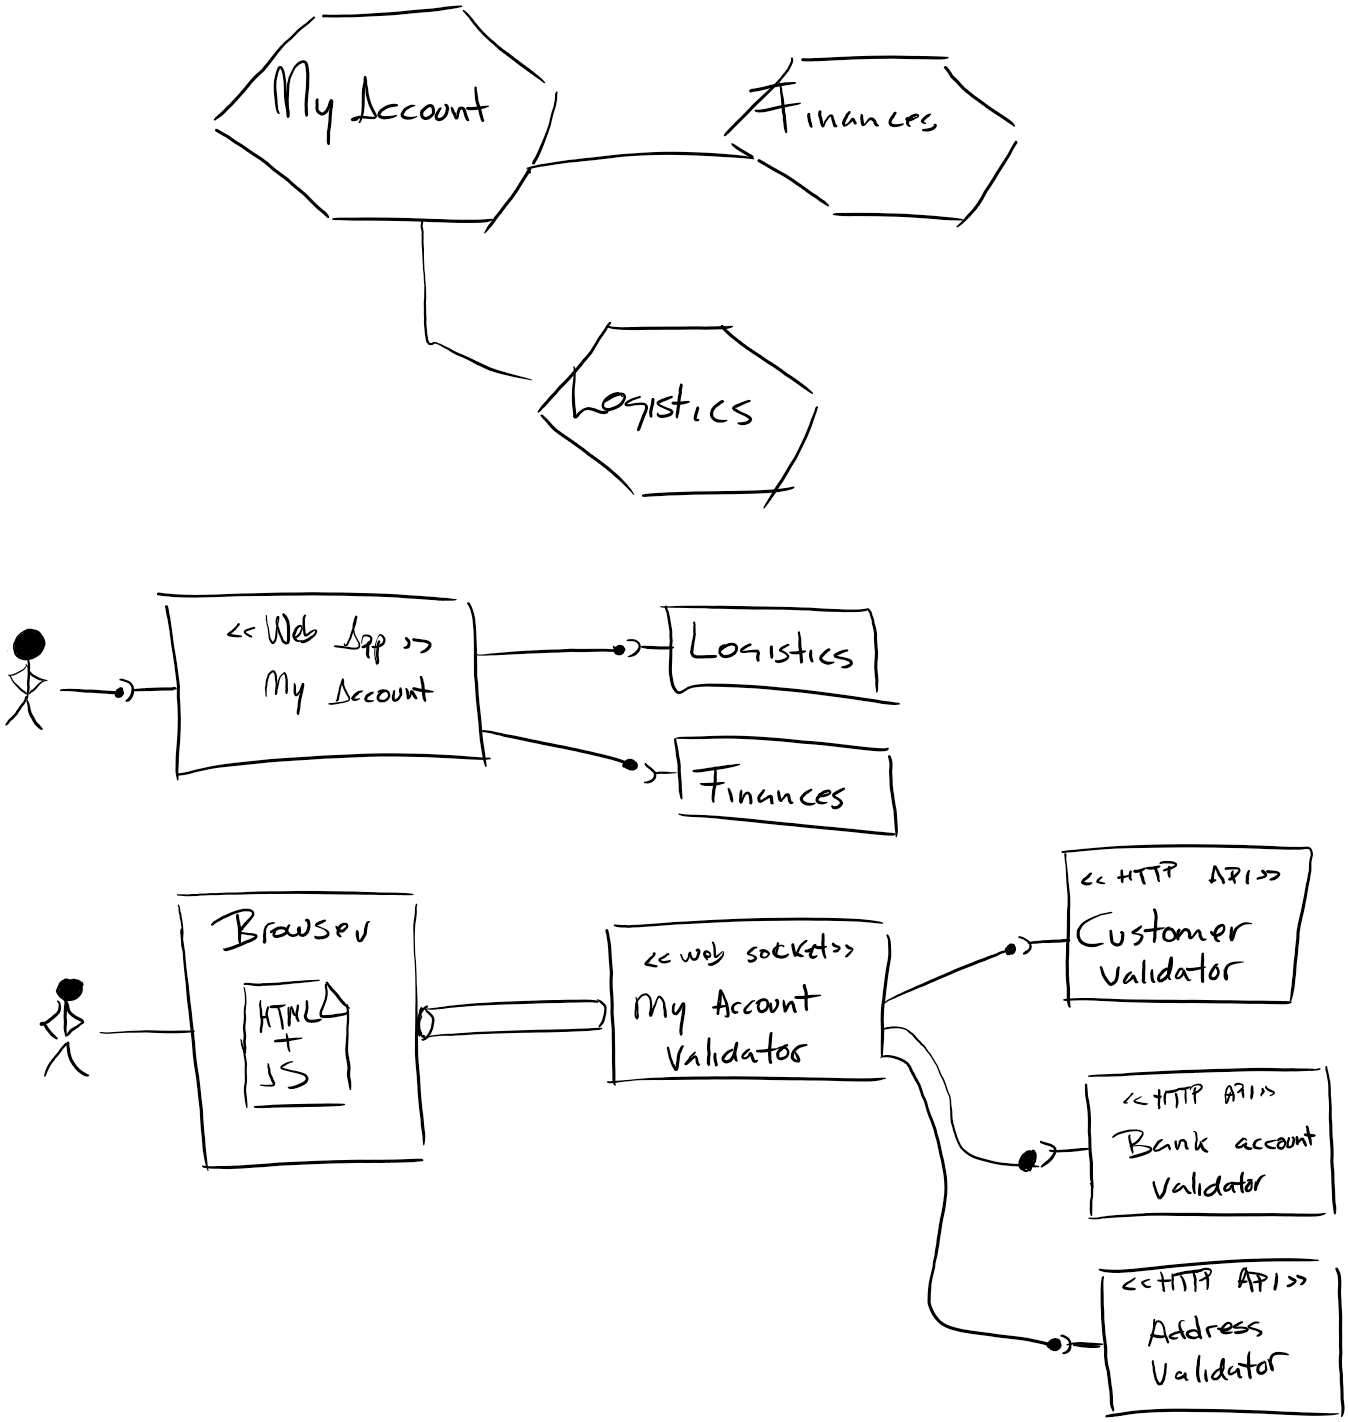 My Account
Finances
Logistics
<< Web App >>
My Account
Logistics
Finances
Browser
HTML
+
JS
<< web socket >>
My Account
Validator
<< HTTP API >>
Customer
Validator
<< HTTP API >>
Bank account
Validator
<< HTTP API >>
Address
Validator